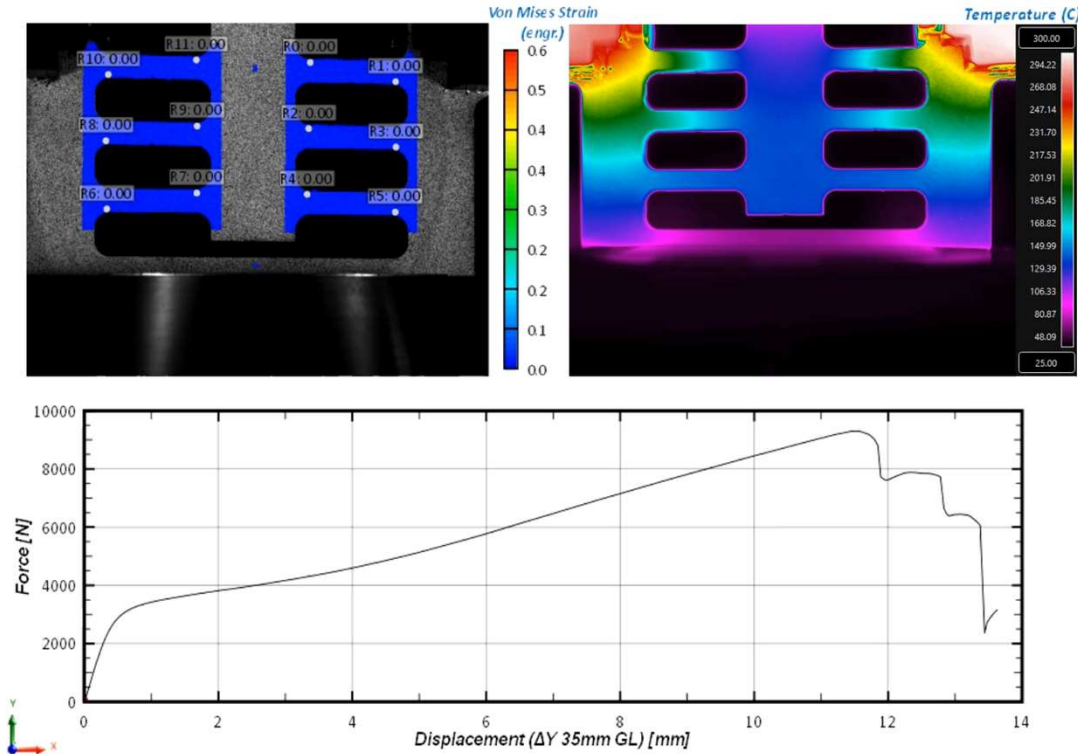 Von Mises Strain
(engr.)
Temperature (C)
R11: 0.00
R0: 0.00
R10: 0.00
R1: 0.00
R9: 0.00
R2: 0.00
R8: 0.00
R3: 0.00
R7: 0.00
R4: 0.00
R6: 0.00
R5: 0.00
0.6
0.5
0.4
0.4
0.3
0.2
0.2
0.1
0.0
300.00
294.22
268.08
247.14
231.70
217.53
201.91
185.45
168.82
149.99
129.39
106.33
80.87
48.09
25.00
10000
8000
6000
4000
2000
0
Force [N]
0 2 4 6 8 10 12 14
Displacement (ΔY 35mm GL) [mm]
Y
X